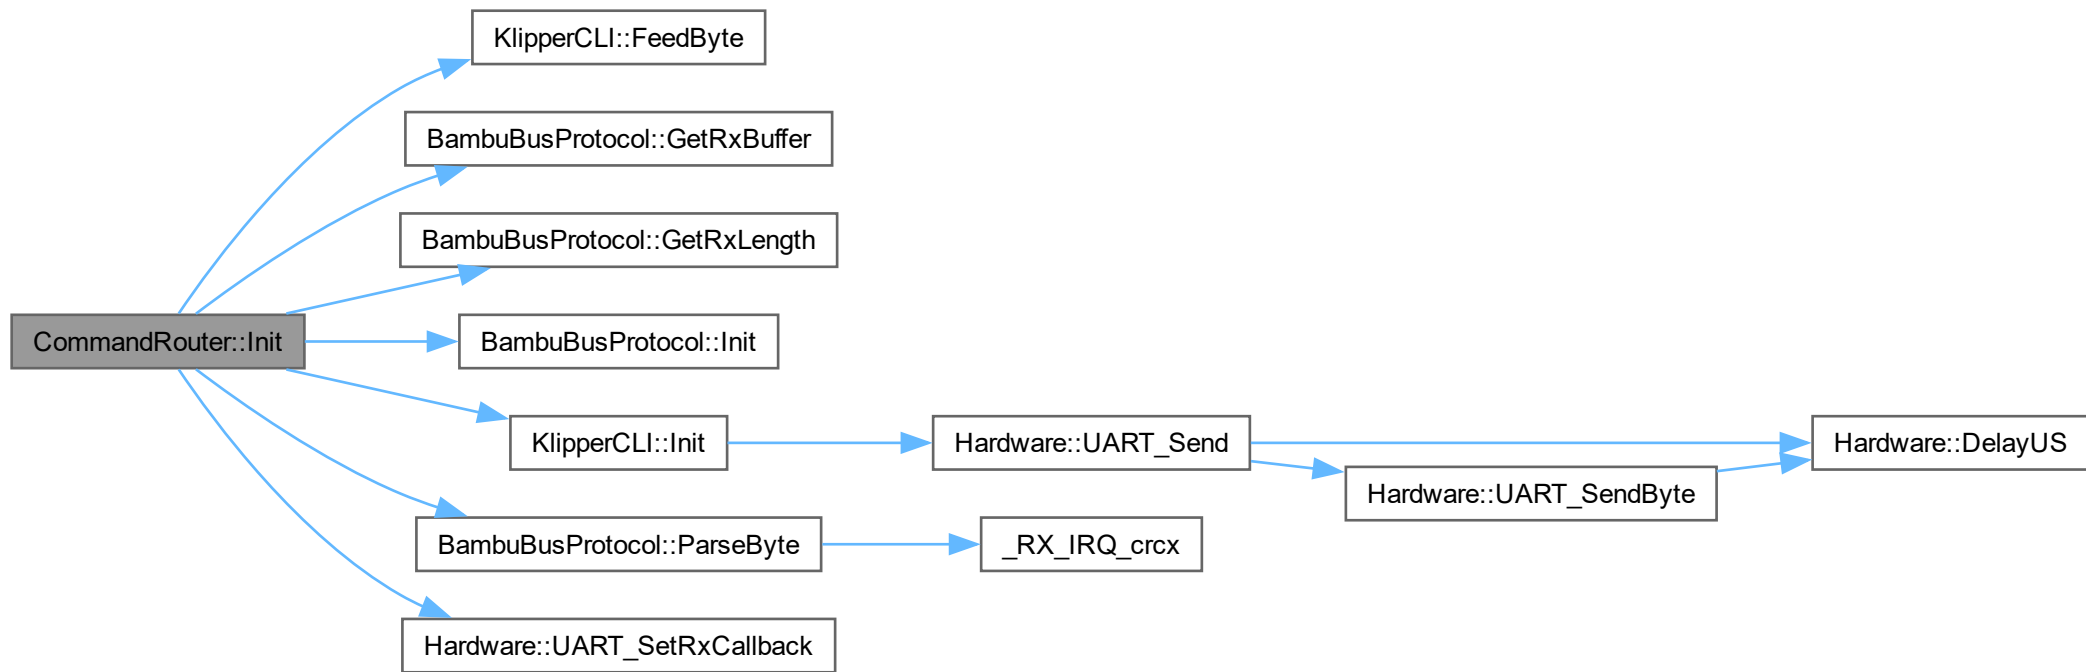 KlipperCLI::FeedByte
BambuBusProtocol::GetRxBuffer
BambuBusProtocol::GetRxLength
CommandRouter::Init
BambuBusProtocol::Init
KlipperCLI::Init
Hardware::UART_Send
Hardware::DelayUS
Hardware::UART_SendByte
BambuBusProtocol::ParseByte
_RX_IRQ_crcx
Hardware::UART_SetRxCallback